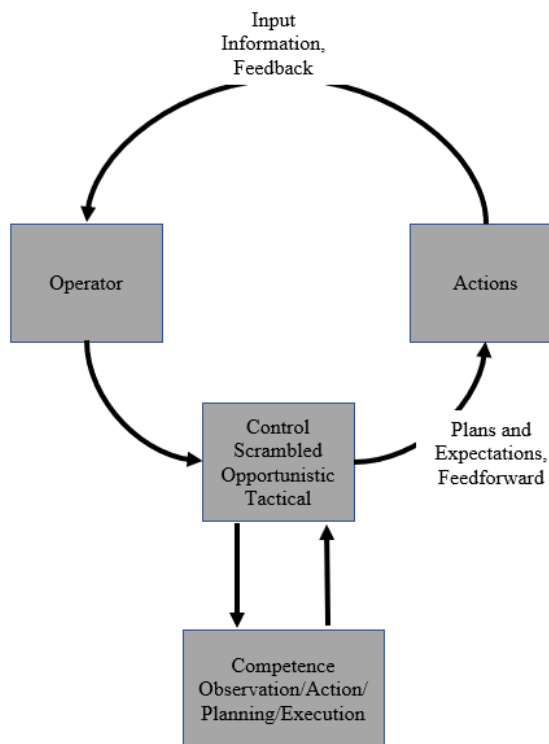 Input
Information,
Feedback
Operator
Actions
Control
Scrambled
Opportunistic
Tactical
Plans and
Expectations,
Feedforward
Competence
Observation/Action/
Planning/Execution